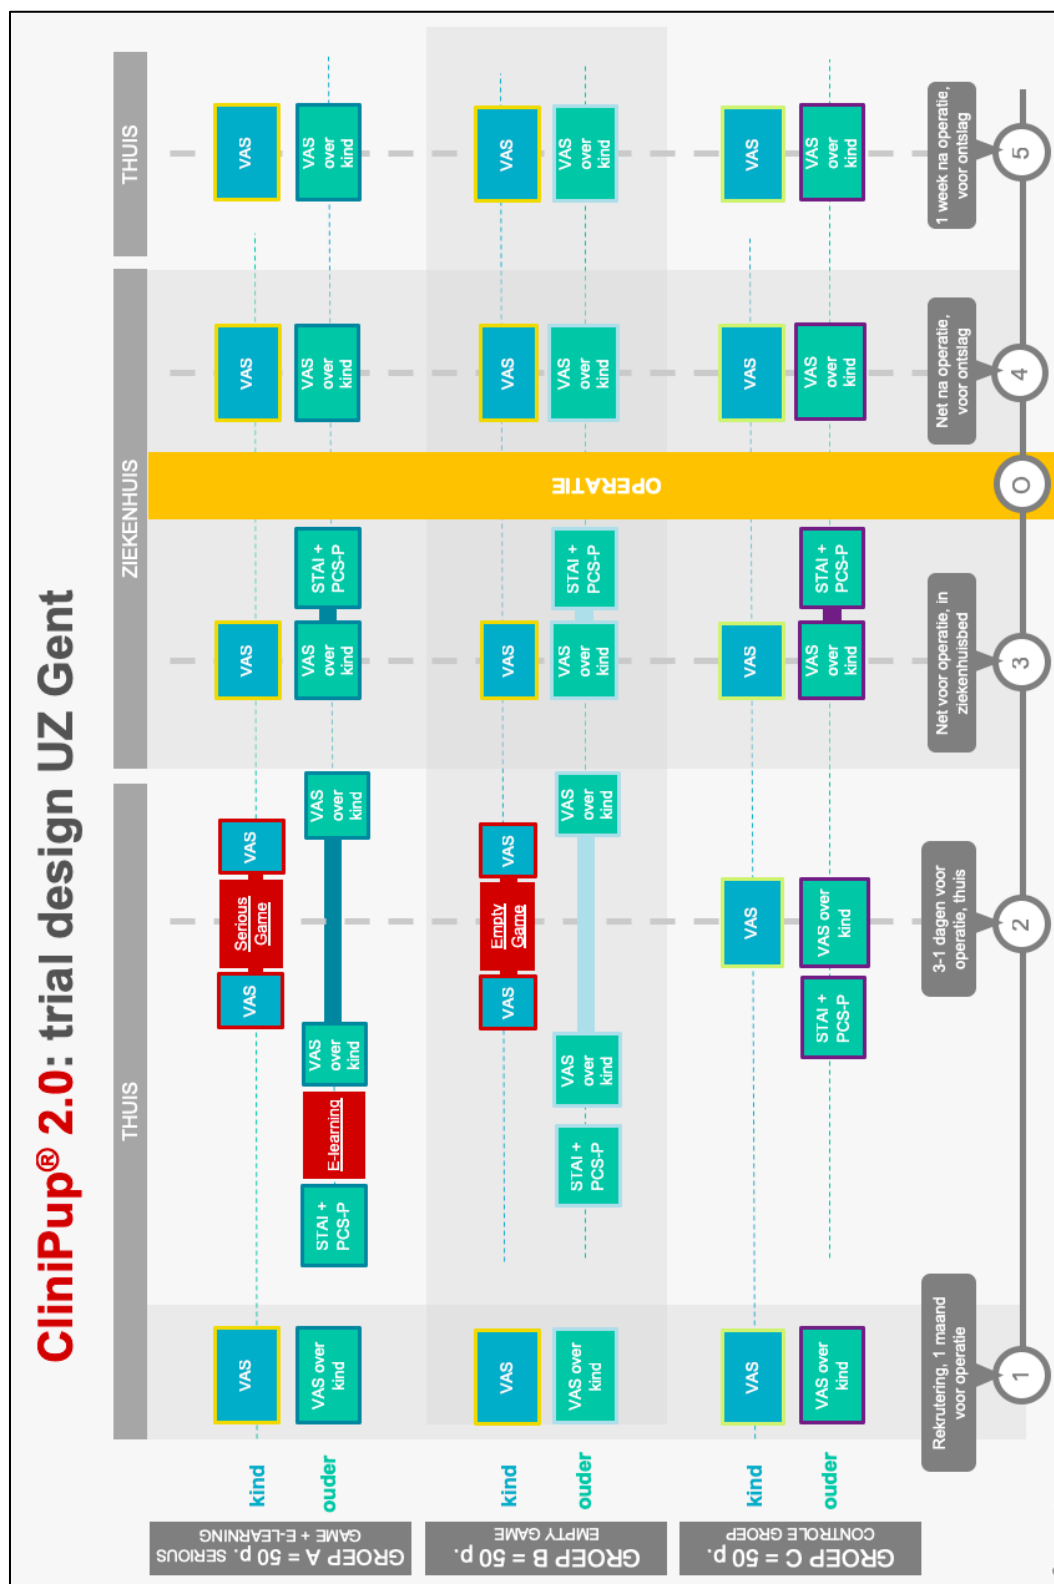 CliniPup® 2.0: trial design UZ Gent
THUIS
ZIEKENHUIS
THUIS
GROEP A = 50 p. SERIOUS
GAME + E-LEARNING
kind
VAS
VAS
Serious
Game
VAS
VAS
VAS
VAS
ouder
VAS over
kind
STAI +
PCS-P
E-learning
VAS
over
kind
VAS
over
kind
VAS
over
kind
STAI +
PCS-P
VAS
over
kind
VAS
over
kind
GROEP B = 50 p.
EMPTY GAME
kind
VAS
VAS
Empty
Game
VAS
VAS
VAS
VAS
ouder
VAS over
kind
STAI +
PCS-P
VAS
over
kind
VAS
over
kind
VAS
over
kind
STAI +
PCS-P
VAS
over
kind
VAS
over
kind
GROEP C = 50 p.
CONTROLE GROEP
kind
VAS
VAS
VAS
VAS
VAS
ouder
VAS over
kind
STAI +
PCS-P
VAS over
kind
VAS
over
kind
STAI +
PCS-P
VAS
over
kind
VAS
over
kind
OPERATIE
Rekrutering, 1 maand
voor operatie
3-1 dagen voor
operatie, thuis
Net voor operatie, in
ziekenhuisbed
Net na operatie,
voor ontslag
1 week na operatie,
voor ontslag
1
2
3
O
4
5